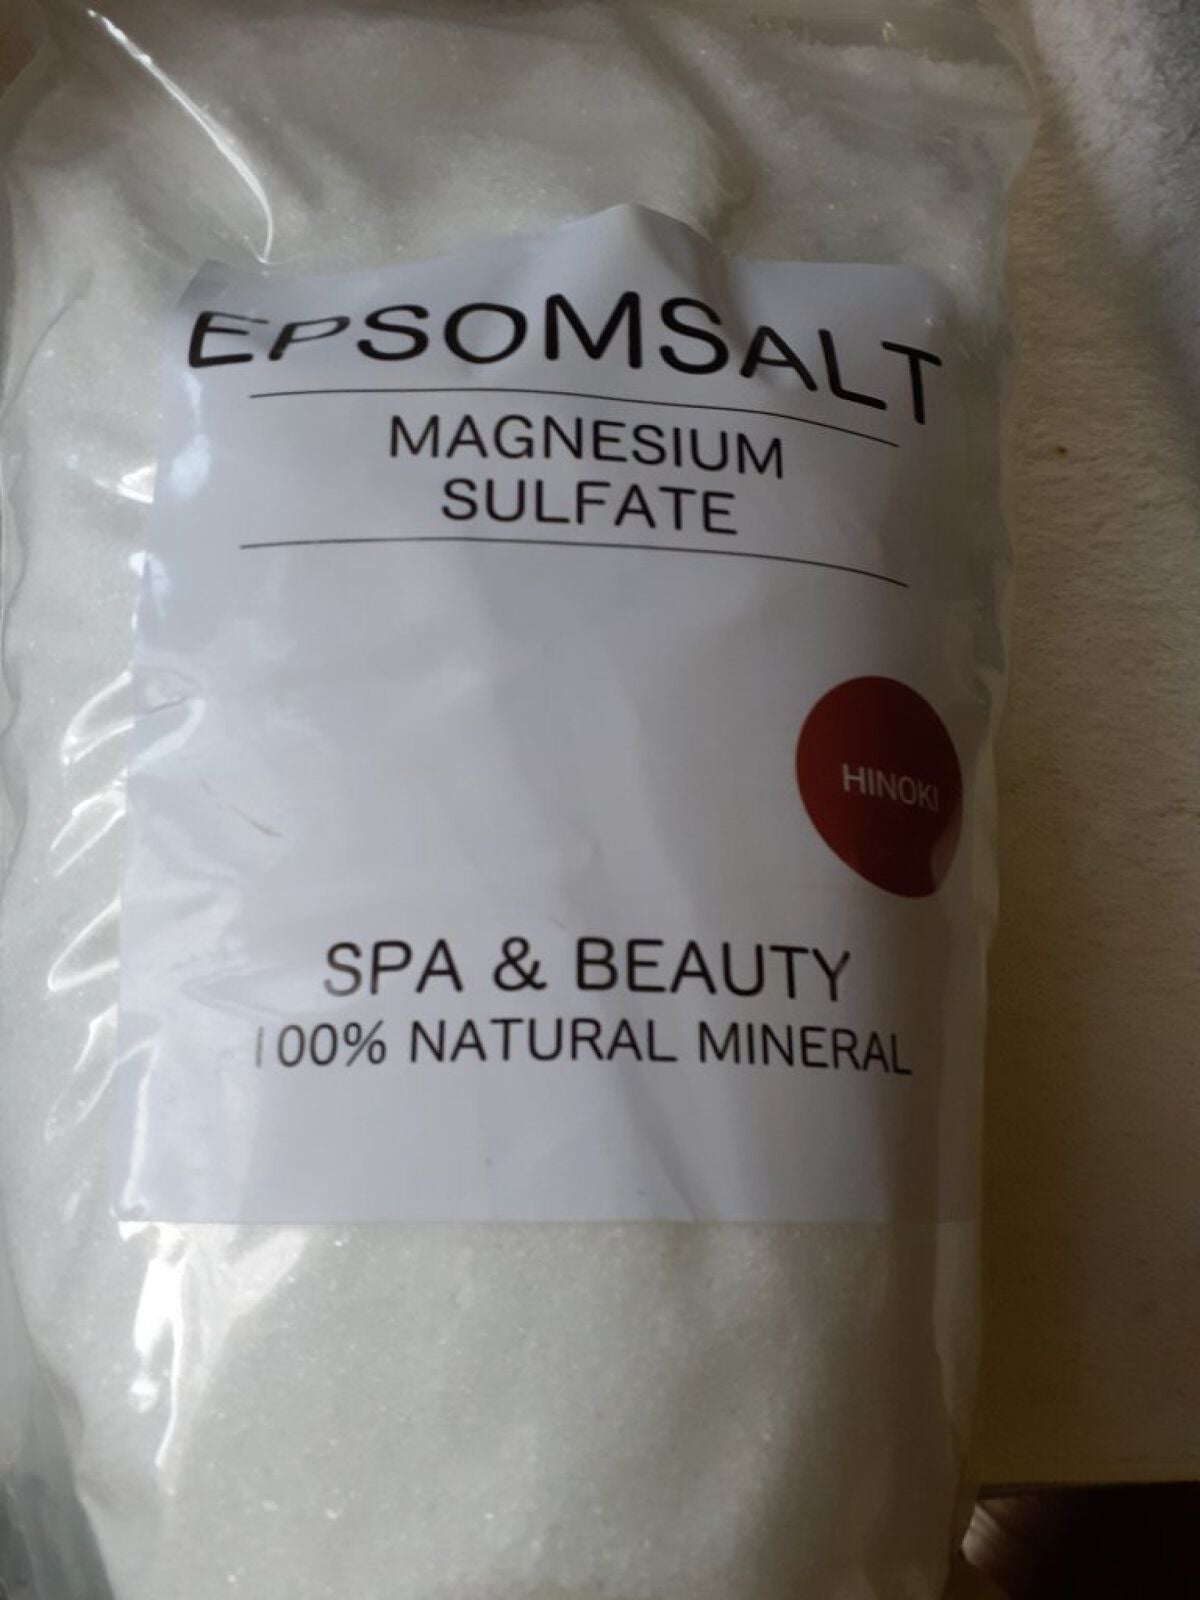 EPSOMSALT
MAGNESIUM
SULFATE
HINOKI
SPA & BEAUTY
100% NATURAL MINERAL